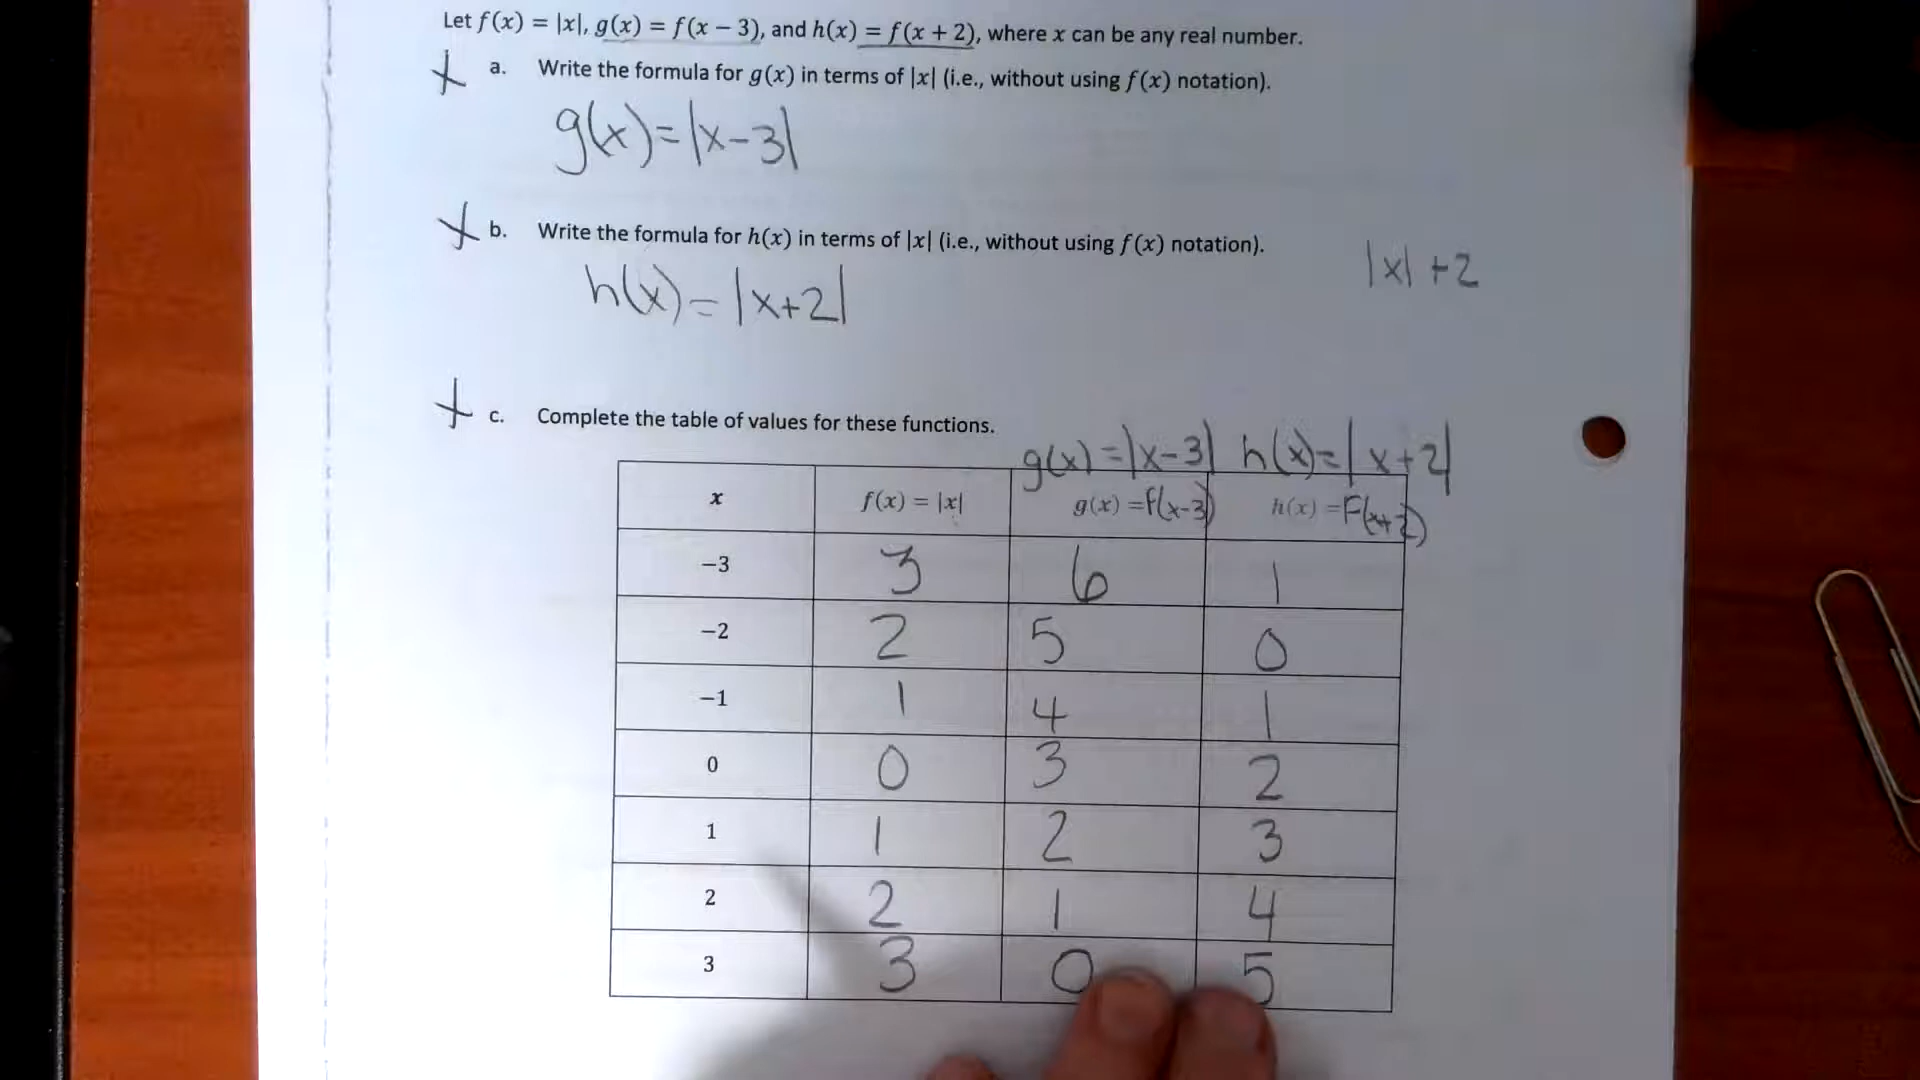 Let f(x) = |x|, g(x) = f(x − 3), and h(x) = f(x + 2), where x can be any real number.
a. Write the formula for g(x) in terms of |x| (i.e., without using f(x) notation).
g(x)=|x-3|
b. Write the formula for h(x) in terms of |x| (i.e., without using f(x) notation).
|x| +2
h(x)=|x+2|
c. Complete the table of values for these functions.
g(x)=|x-3| h(x)=|x+2|
x f(x) = |x| g(x) =f(x-3) h(x) =F(x+2)
−3 3 6 1
−2 2 5 0
−1 1 4 1
0 0 3 2
1 1 2 3
2 2 1 4
3 3 0 5